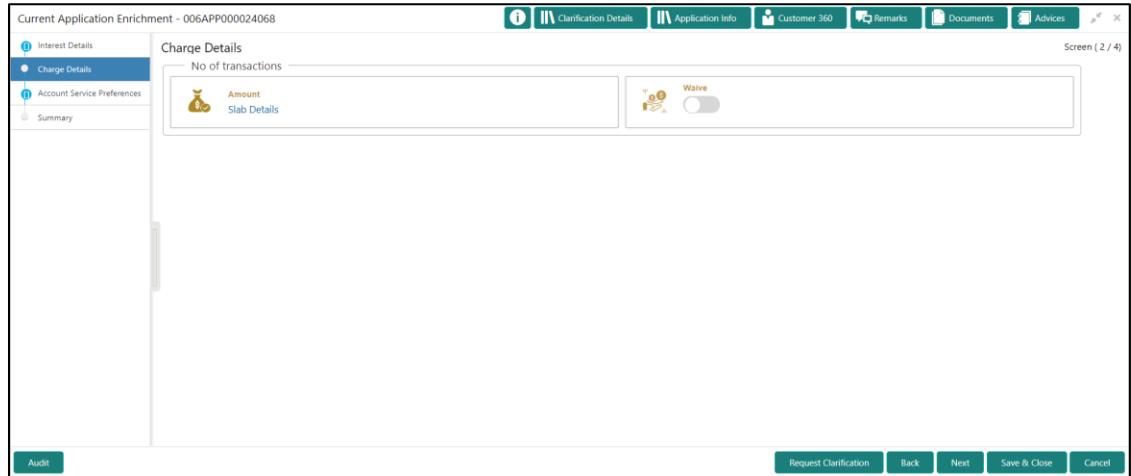 Current Application Enrichment - 006APP000024068
i Clarification Details Application Info Customer 360 Remarks Documents Advices
Interest Details
Charge Details
Account Service Preferences
Summary
Charge Details
Screen ( 2 / 4)
No of transactions
Amount
Slab Details
Waive
Audit
Request Clarification Back Next Save & Close Cancel